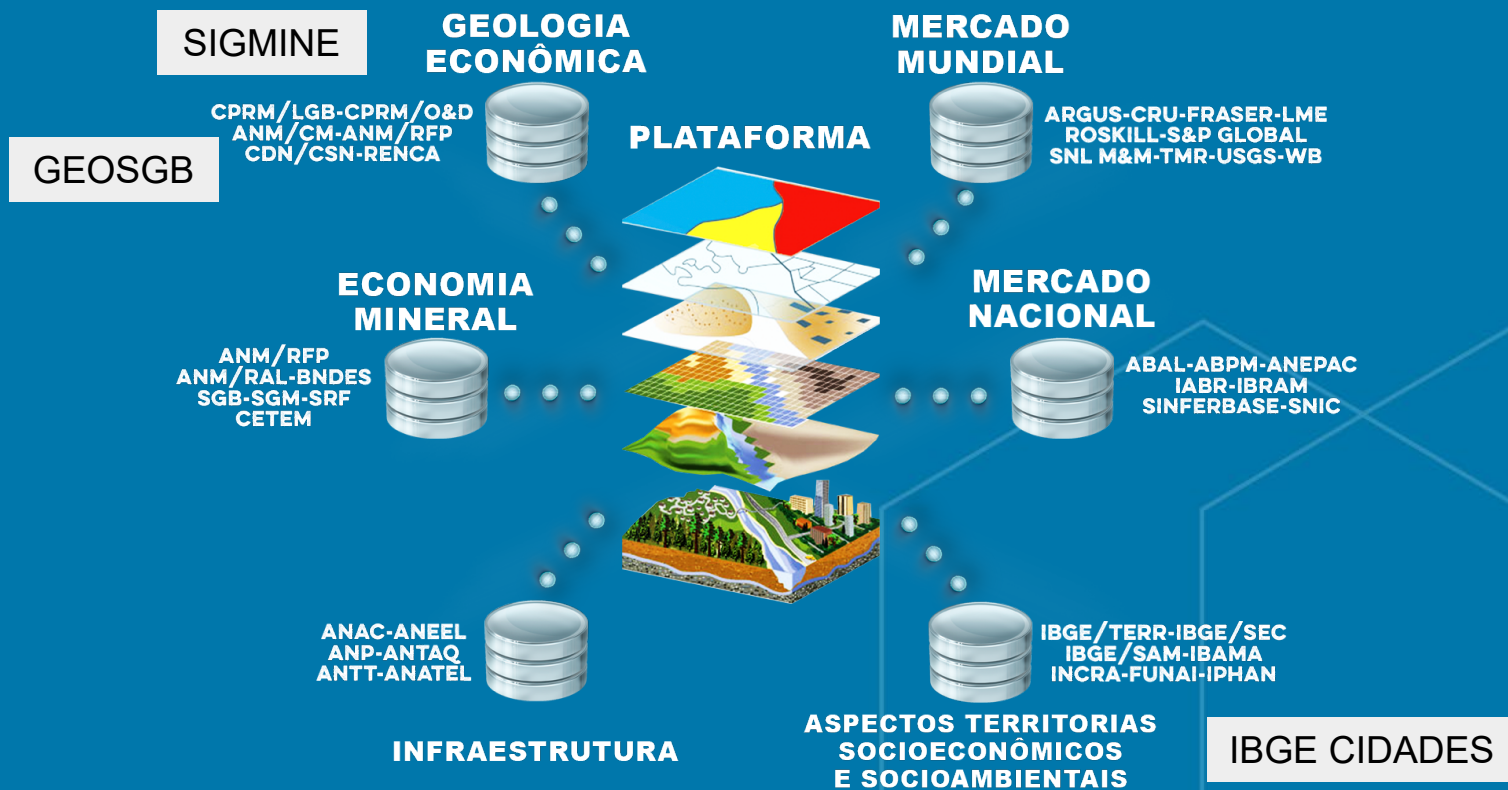 SIGMINE
GEOLOGIA
ECONÔMICA
CPRM/LGB-CPRM/O&D
ANM/CM-ANM/RFP
CDN/CSN-RENCA
GEOSGB
PLATAFORMA
MERCADO
MUNDIAL
ARGUS-CRU-FRASER-LME
ROSKILL-S&P GLOBAL
SNL M&M-TMR-USGS-WB
ECONOMIA
MINERAL
ANM/RFP
ANM/RAL-BNDES
SGB-SGM-SRF
CETEM
MERCADO
NACIONAL
ABAL-ABPM-ANEPAC
IABR-IBRAM
SINFERBASE-SNIC
ANAC-ANEEL
ANP-ANTAQ
ANTT-ANATEL
INFRAESTRUTURA
IBGE/TERR-IBGE/SEC
IBGE/SAM-IBAMA
INCRA-FUNAI-IPHAN
ASPECTOS TERRITORIAS
SOCIOECONÔMICOS
E SOCIOAMBIENTAIS
IBGE CIDADES